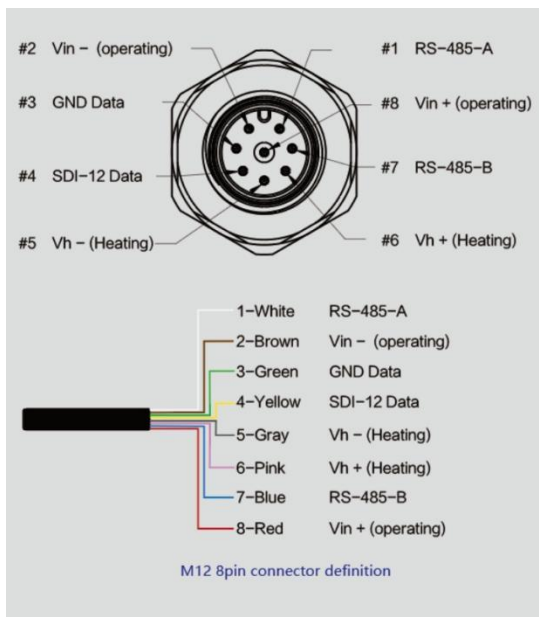 #2 Vin − (operating)
#1 RS−485−A
#3 GND Data
#8 Vin + (operating)
#4 SDI−12 Data
#7 RS−485−B
#5 Vh − (Heating)
#6 Vh + (Heating)
1−White RS−485−A
2−Brown Vin − (operating)
3−Green GND Data
4−Yellow SDI−12 Data
5−Gray Vh − (Heating)
6−Pink Vh + (Heating)
7−Blue RS−485−B
8−Red Vin + (operating)
M12 8pin connector definition